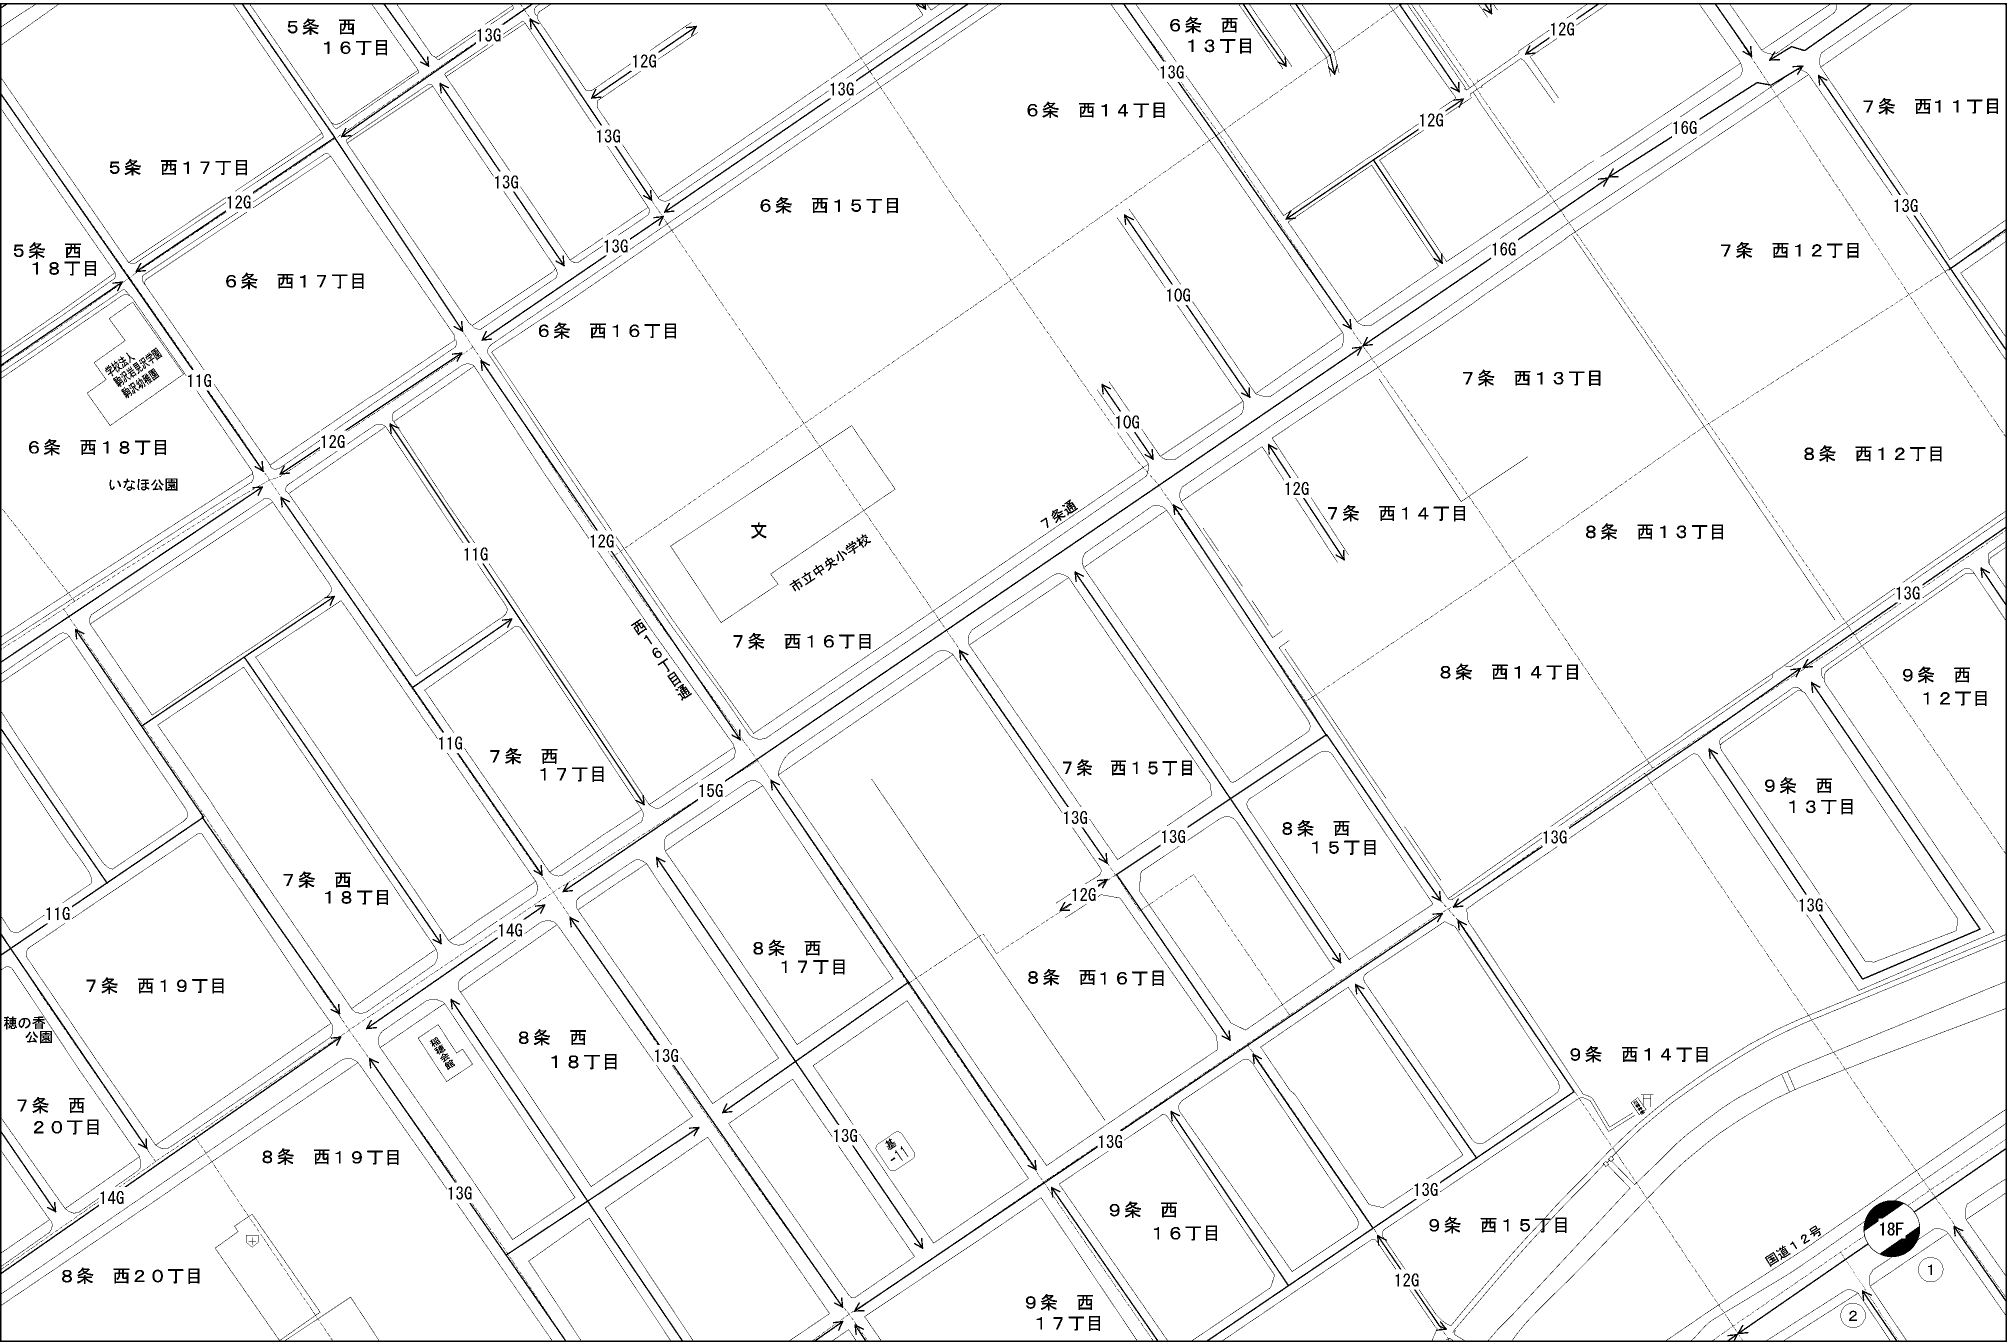 5条 西
16丁目
13G
12G
13G
6条 西
13丁目
12G
13G
13G
6条 西14丁目
12G
16G
7条 西11丁目
13G
5条 西17丁目
13G
12G
6条 西15丁目
13G
5条 西
18丁目
6条 西17丁目
13G
16G
7条 西12丁目
10G
6条 西16丁目
学校法人
駒沢岩見沢学園
駒沢幼稚園
11G
7条 西13丁目
10G
6条 西18丁目
12G
8条 西12丁目
いなほ公園
12G
7条 西14丁目
7条通
文
市立中央小学校
12G
11G
8条 西13丁目
13G
7条 西16丁目
西16丁目通
8条 西14丁目
9条 西
12丁目
11G
7条 西
17丁目
7条 西15丁目
15G
9条 西
13丁目
13G
13G
8条 西
15丁目
13G
7条 西
18丁目
12G
13G
11G
14G
8条 西
17丁目
8条 西16丁目
7条 西19丁目
穂の香
公園
稲穂会館
8条 西
18丁目
13G
9条 西14丁目
7条 西
20丁目
13G
基
-11
13G
8条 西19丁目
14G
13G
13G
9条 西
16丁目
9条 西15丁目
国道12号
18F
1
8条 西20丁目
12G
9条 西
17丁目
2